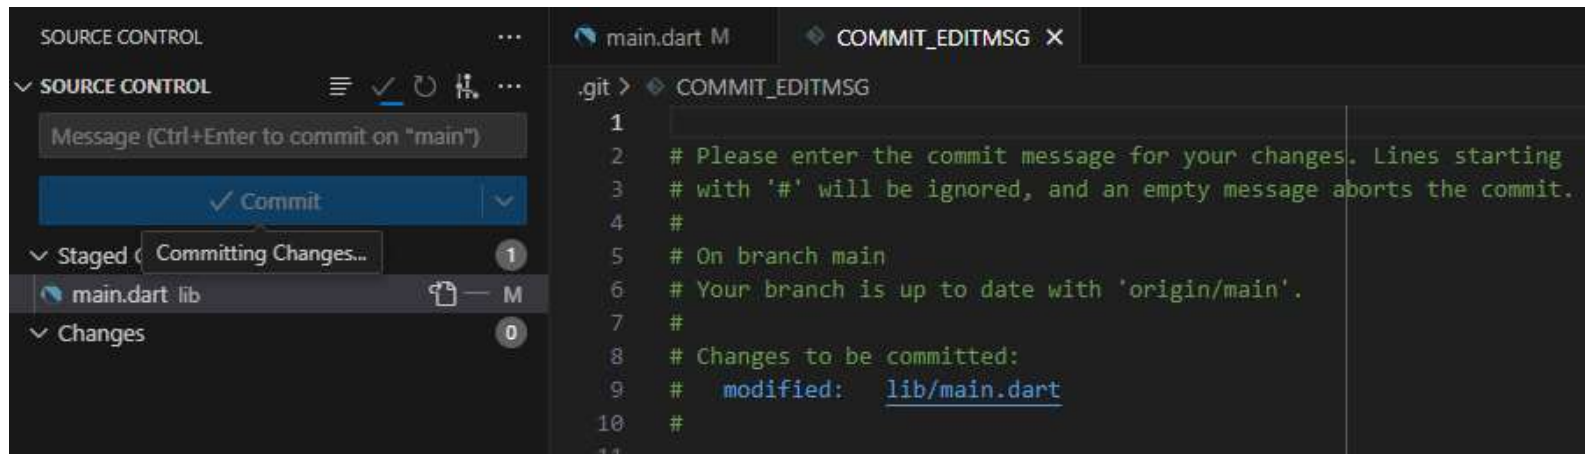 SOURCE CONTROL
SOURCE CONTROL
Message (Ctrl+Enter to commit on "main")
Commit
Committing Changes...
Staged 1
main.dart lib M
Changes 0
main.dart M
COMMIT_EDITMSG
.git > COMMIT_EDITMSG
1
2 # Please enter the commit message for your changes. Lines starting
3 # with '#' will be ignored, and an empty message aborts the commit.
4 #
5 # On branch main
6 # Your branch is up to date with 'origin/main'.
7 #
8 # Changes to be committed:
9 # modified: lib/main.dart
10 #